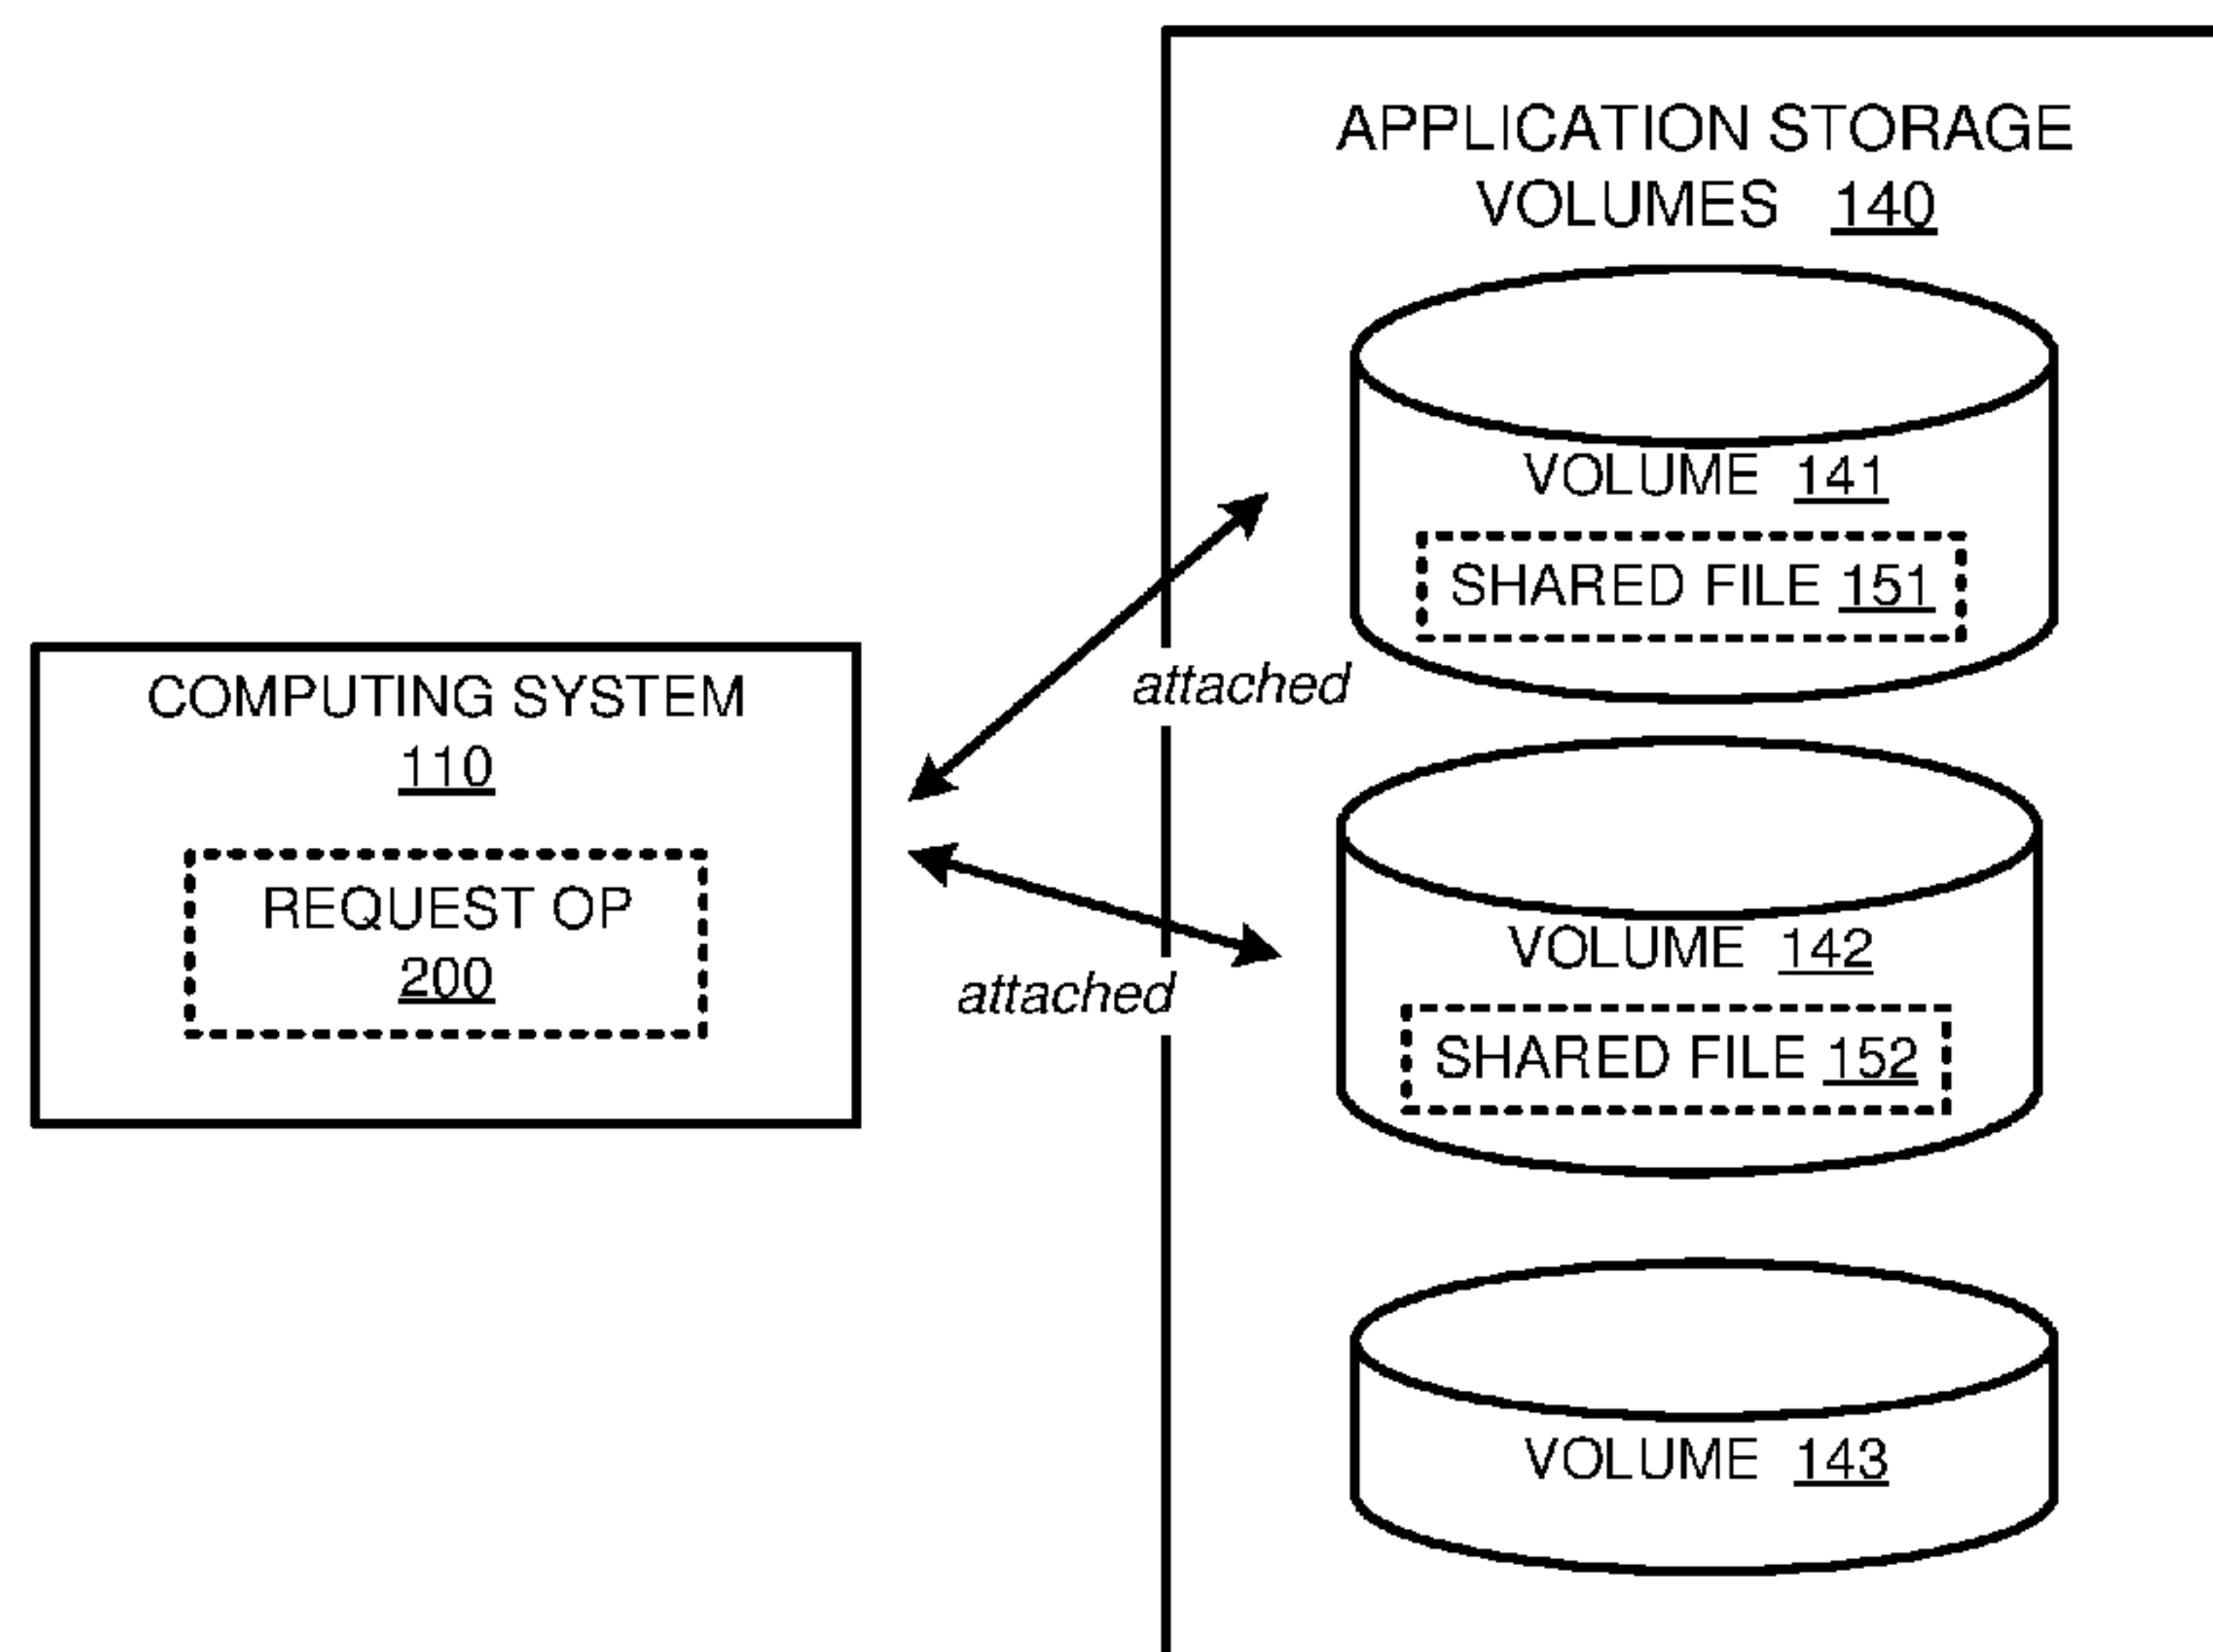 APPLICATION STORAGE
VOLUMES 140
VOLUME 141
SHARED FILE 151
attached
COMPUTING SYSTEM
110
REQUEST OP
200
VOLUME 142
attached
SHARED FILE 152
VOLUME 143